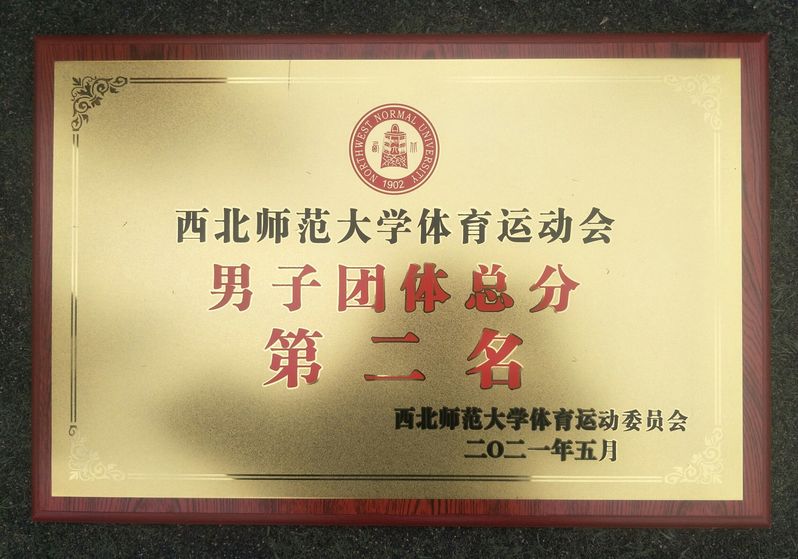 NORTHWEST NORMAL UNIVERSITY
1902
西北师范大学体育运动会
男子团体总分
第二名
西北师范大学体育运动委员会
二〇二一年五月